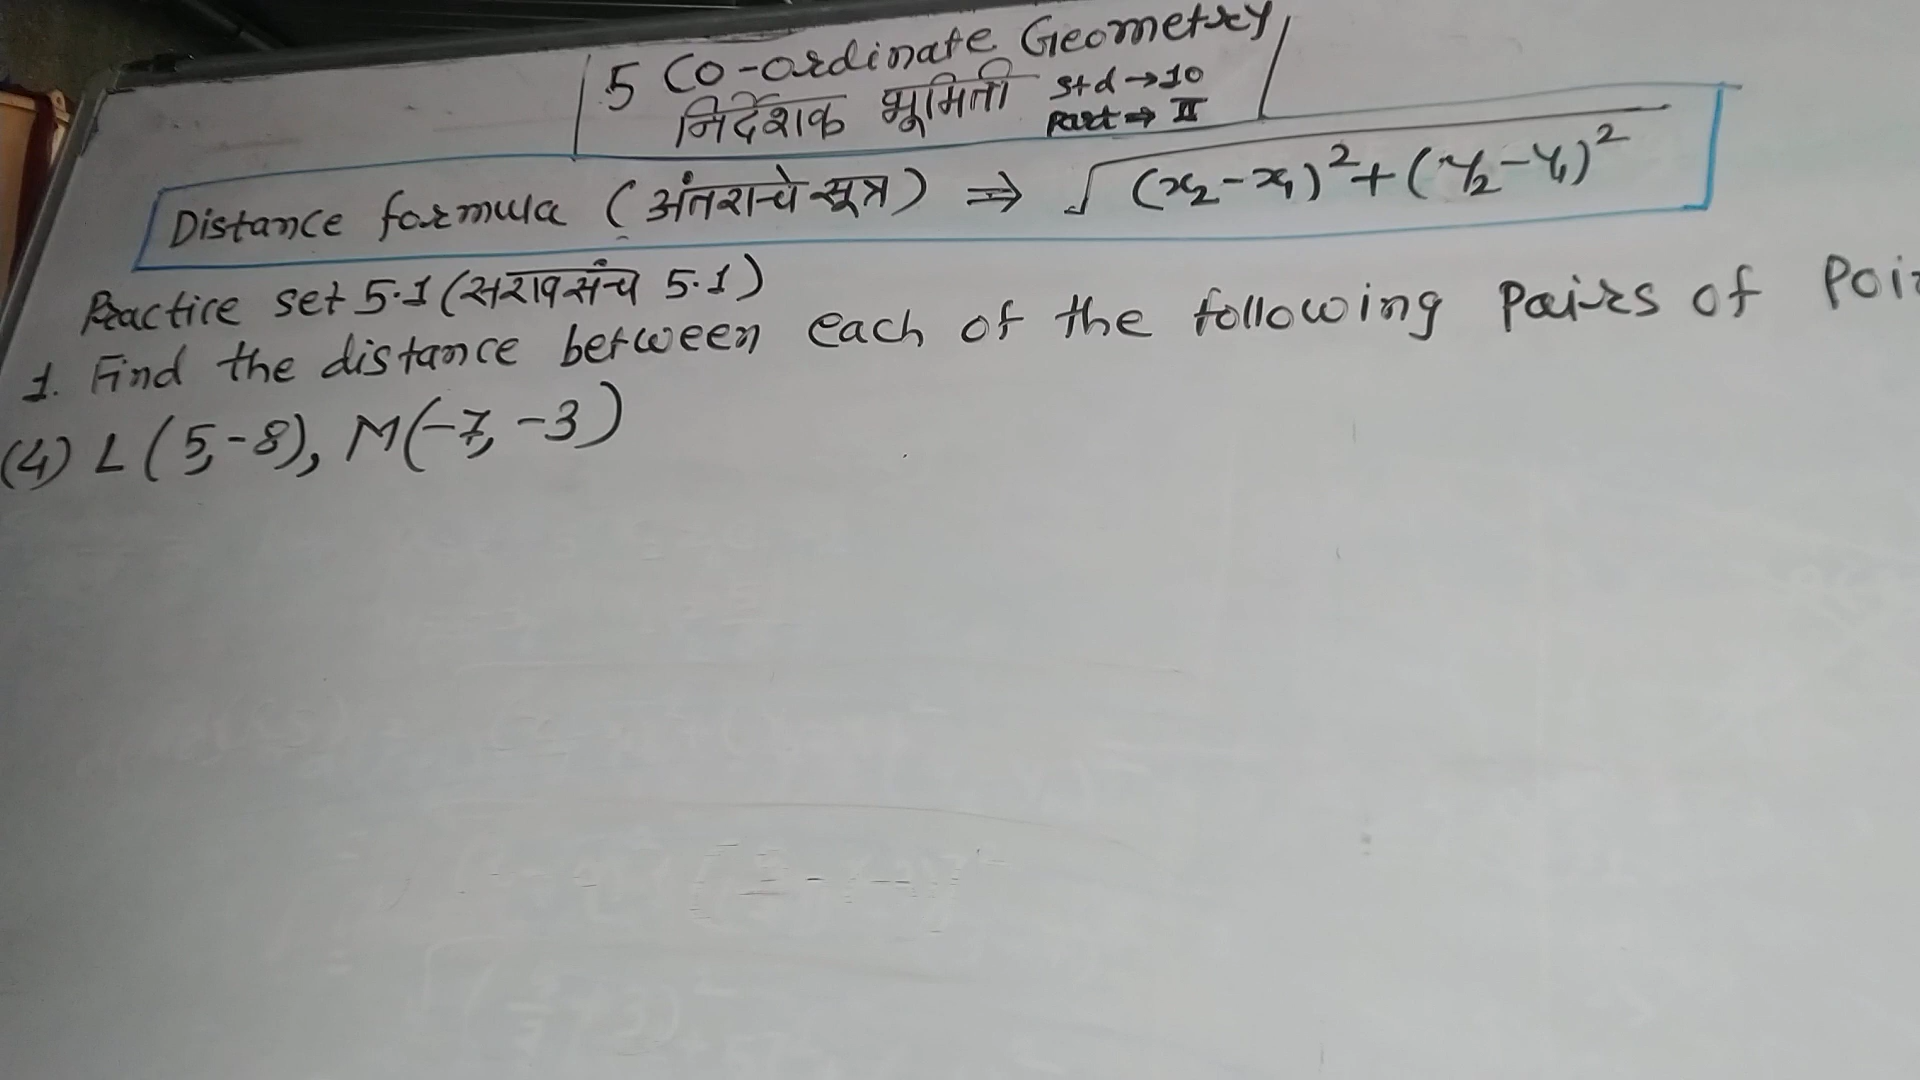 5 Co-ordinate Geometry
निर्देशक भूमिती std→10
Part⇒ II
Distance formula (अंतराचे सूत्र) ⇒ √(x₂-x₁)²+(y₂-y₁)²
Practice set 5.1 (सरावसंच 5.1)
1. Find the distance between each of the following pairs of
(4) L (5,-8), M(-7, -3)